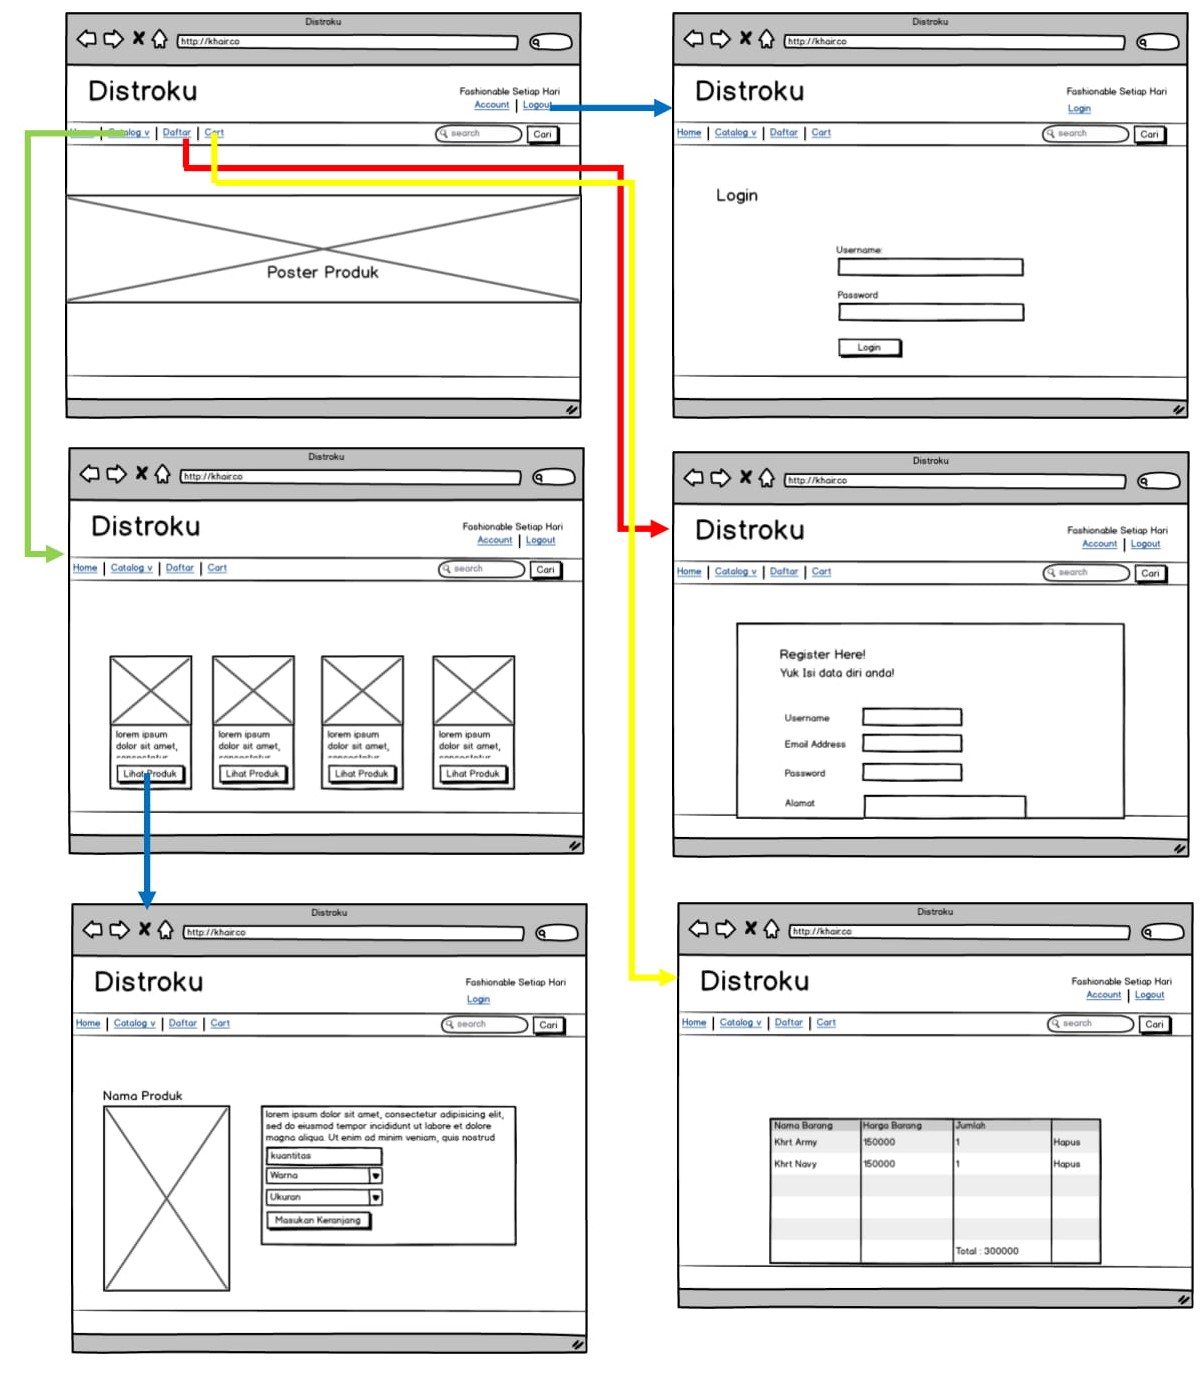 Distroku
http://khair.co
Distroku
Fashionable Setiap Hari
Account | Logout
Home | Catalog v | Daftar | Cart
search
Cari
Poster Produk
Distroku
http://khair.co
Distroku
Fashionable Setiap Hari
Login
Home | Catalog v | Daftar | Cart
search
Cari
Login
Username:
Password
Login
Distroku
http://khair.co
Distroku
Fashionable Setiap Hari
Account | Logout
Home | Catalog v | Daftar | Cart
search
Cari
lorem ipsum
dolor sit amet,
consectetur
Lihat Produk
lorem ipsum
dolor sit amet,
consectetur
Lihat Produk
lorem ipsum
dolor sit amet,
consectetur
Lihat Produk
lorem ipsum
dolor sit amet,
consectetur
Lihat Produk
Distroku
http://khair.co
Distroku
Fashionable Setiap Hari
Account | Logout
Home | Catalog v | Daftar | Cart
search
Cari
Register Here!
Yuk Isi data diri anda!
Username
Email Address
Password
Alamat
Distroku
http://khair.co
Distroku
Fashionable Setiap Hari
Login
Home | Catalog v | Daftar | Cart
search
Cari
Nama Produk
lorem ipsum dolor sit amet, consectetur adipisicing elit,
sed do eiusmod tempor incididunt ut labore et dolore
magna aliqua. Ut enim ad minim veniam, quis nostrud
kuantitas
Warna
Ukuran
Masukan Keranjang
Distroku
http://khair.co
Distroku
Fashionable Setiap Hari
Account | Logout
Home | Catalog v | Daftar | Cart
search
Cari
Nama Barang Harga Barang Jumlah
Khrt Army 150000 1 Hapus
Khrt Navy 150000 1 Hapus
Total : 300000